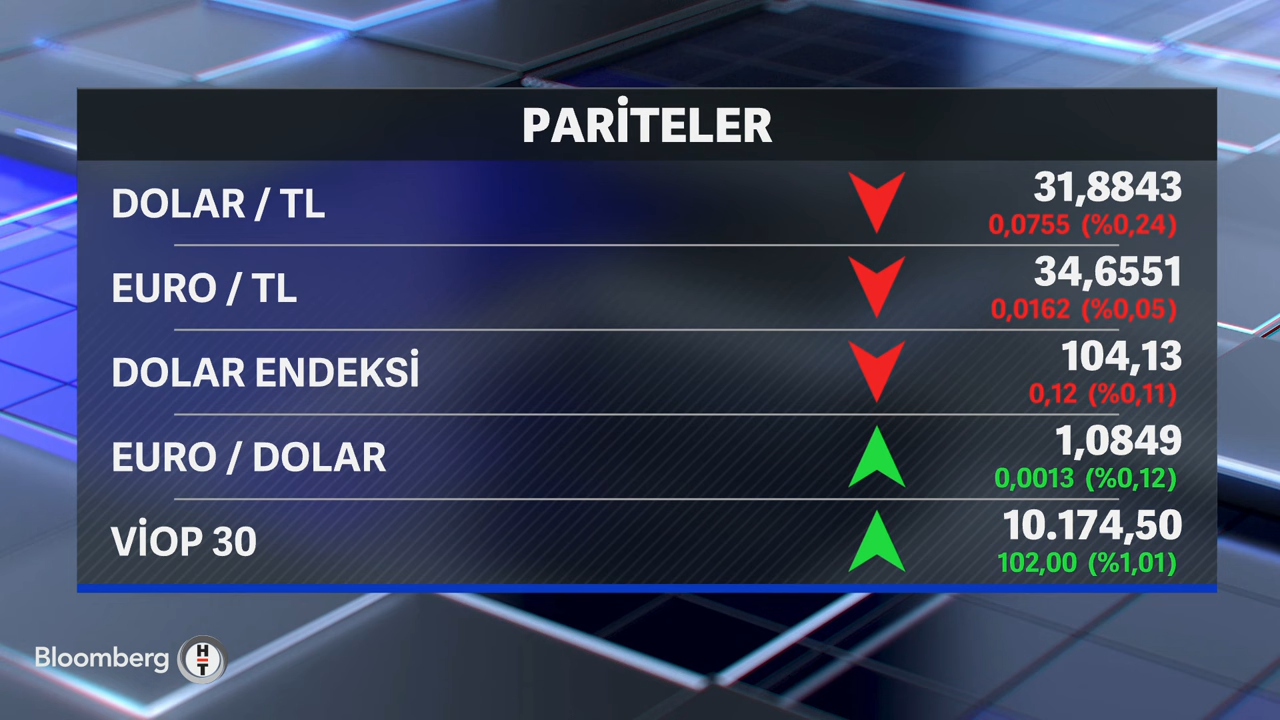 PARİTELER
DOLAR / TL
31,8843
0,0755 (%0,24)
EURO / TL
34,6551
0,0162 (%0,05)
DOLAR ENDEKSİ
104,13
0,12 (%0,11)
EURO / DOLAR
1,0849
0,0013 (%0,12)
VİOP 30
10.174,50
102,00 (%1,01)
Bloomberg HT